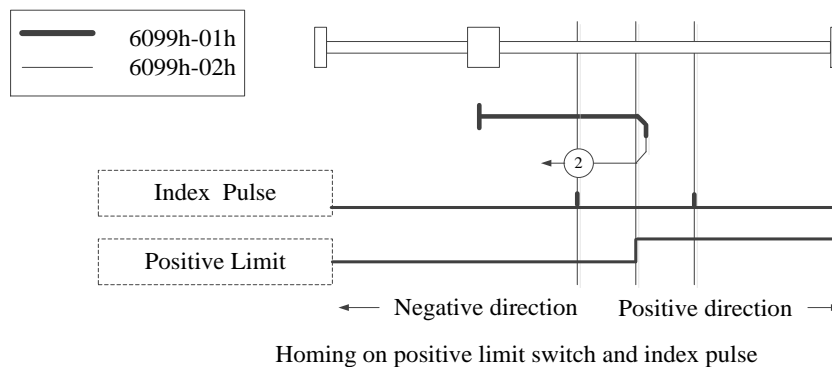 6099h-01h
6099h-02h
2
Index Pulse
Positive Limit
Negative direction Positive direction
Homing on positive limit switch and index pulse